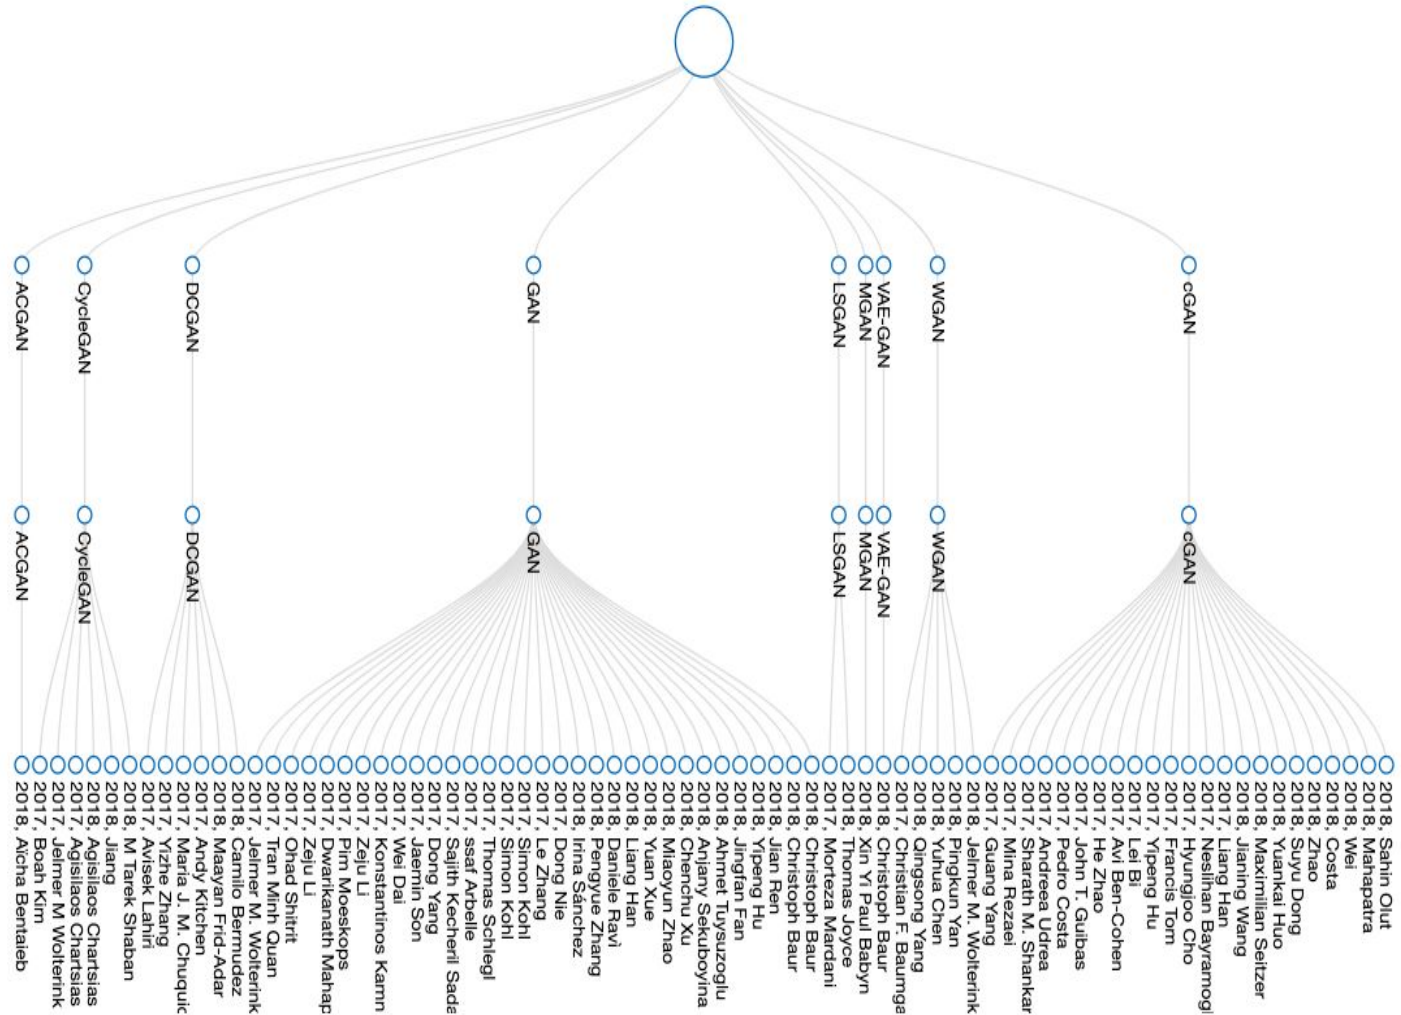 ACGAN
CycleGAN
DCGAN
GAN
LSGAN
MGAN
VAE-GAN
WGAN
cGAN
ACGAN
CycleGAN
DCGAN
GAN
LSGAN
MGAN
VAE-GAN
WGAN
cGAN
2018, Aïcha Bentaieb
2017, Boah Kim
2017, Jelmer M Wolterink
2017, Agisilaos Chartsias
2018, Agisilaos Chartsias
2018, Jiang
2018, M Tarek Shaban
2017, Avisek Lahiri
2017, Yizhe Zhang
2017, Maria J. M. Chuquic
2017, Andy Kitchen
2018, Maayan Frid-Adar
2018, Camilo Bermudez
2017, Jelmer M. Wolterink
2017, Tran Minh Quan
2018, Ohad Shitrit
2017, Zeju Li
2017, Dwarikanath Mahap
2017, Pim Moeskops
2017, Zeju Li
2017, Konstantinos Kamn
2017, Wei Dai
2017, Jaemin Son
2017, Dong Yang
2017, Sajith Kecheril Sada
2018, ssaf Arbelle
2017, Thomas Schlegl
2017, Simon Kohl
2017, Simon Kohl
2017, Le Zhang
2017, Dong Nie
2018, Irina Sánchez
2018, Pengyue Zhang
2018, Daniele Ravì
2018, Liang Han
2018, Yuan Xue
2018, Miaoyun Zhao
2018, Chenchu Xu
2018, Anjany Sekuboyina
2018, Ahmet Tuysuzoglu
2018, Jingfan Fan
2018, Yipeng Hu
2018, Jian Ren
2018, Christoph Baur
2018, Christoph Baur
2017, Morteza Mardani
2018, Thomas Joyce
2018, Xin Yi Paul Babyn
2018, Christoph Baur
2017, Christian F. Baumga
2018, Qingsong Yang
2018, Yuhua Chen
2018, Pingkun Yan
2018, Jelmer M. Wolterink
2017, Guang Yang
2017, Mina Rezaei
2017, Sharath M. Shankar
2017, Andreea Udrea
2017, Pedro Costa
2017, John T. Guibas
2017, He Zhao
2017, Avi Ben-Cohen
2017, Lei Bi
2017, Yipeng Hu
2018, Francis Tom
2017, Hyungjoo Cho
2017, Neslihan Bayramogl
2017, Liang Han
2018, Jianing Wang
2018, Maximilian Seitzer
2018, Yuankai Huo
2018, Suyu Dong
2018, Zhao
2018, Costa
2018, Wei
2018, Mahapatra
2018, Sahin Olut